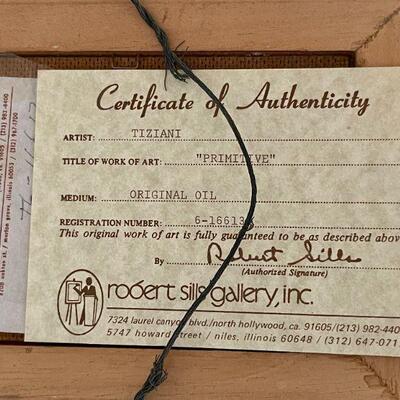 Certificate of Authenticity
ARTIST: TIZIANI
TITLE OF WORK OF ART: "PRIMITIVE"
MEDIUM: ORIGINAL OIL
REGISTRATION NUMBER: 6-16613
This original work of art is fully guaranteed to be as described above
By Robert Sills
(Authorized Signature)
robert sills gallery, inc.
7324 laurel canyon blvd./north hollywood, ca. 91605/(213) 982-440
5747 howard street / niles, illinois 60648 / (312) 647-071